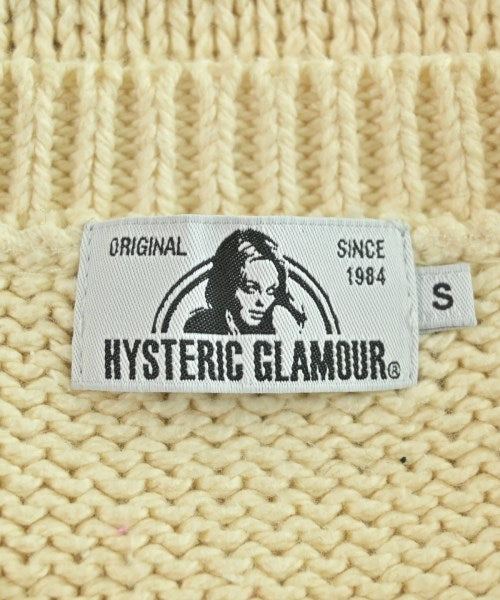 ORIGINAL SINCE
1984
HYSTERIC GLAMOUR®
S